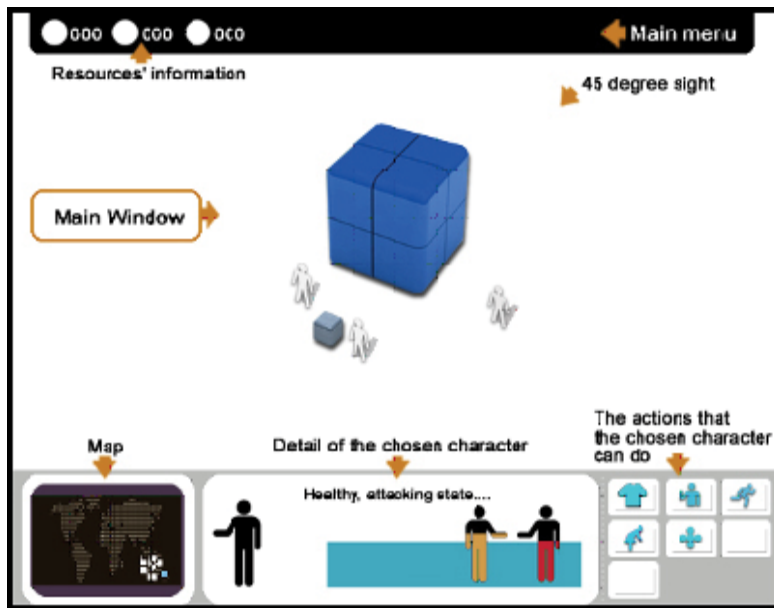 000 000 000
Main menu
Resources' information
45 degree sight
Main Window
The actions that
the chosen character
can do
Map
Detail of the chosen character
Healthy, attacking state....